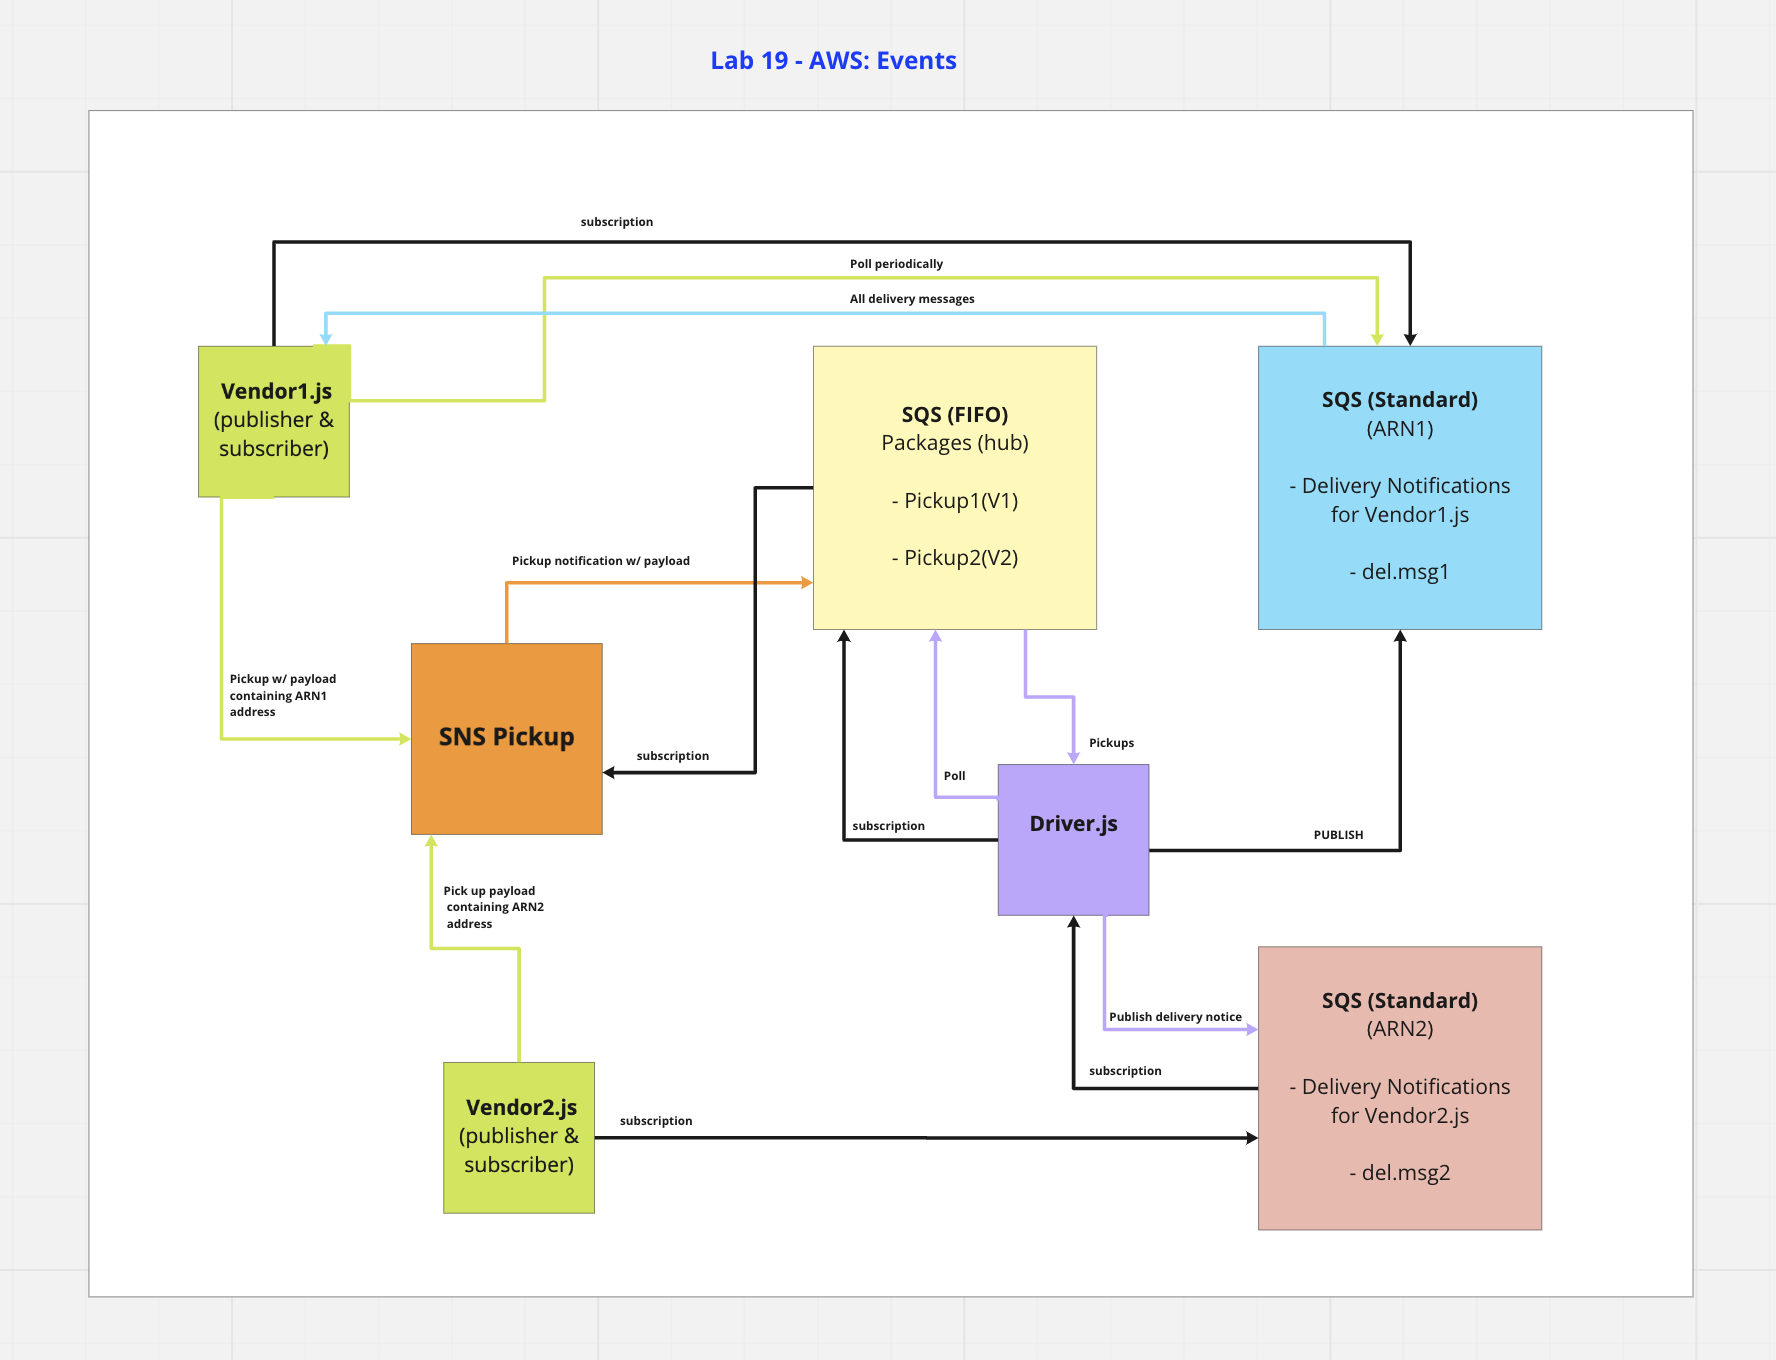 Lab 19 - AWS: Events
subscription
Poll periodically
All delivery messages
Vendor1.js
(publisher &
subscriber)
SQS (FIFO)
Packages (hub)
- Pickup1(V1)
- Pickup2(V2)
SQS (Standard)
(ARN1)
- Delivery Notifications
for Vendor1.js
- del.msg1
Pickup notification w/ payload
Pickup w/ payload
containing ARN1
address
SNS Pickup
subscription
Pickups
Poll
subscription
Driver.js
PUBLISH
Pick up payload
containing ARN2
address
Publish delivery notice
subscription
SQS (Standard)
(ARN2)
- Delivery Notifications
for Vendor2.js
- del.msg2
Vendor2.js
(publisher &
subscriber)
subscription